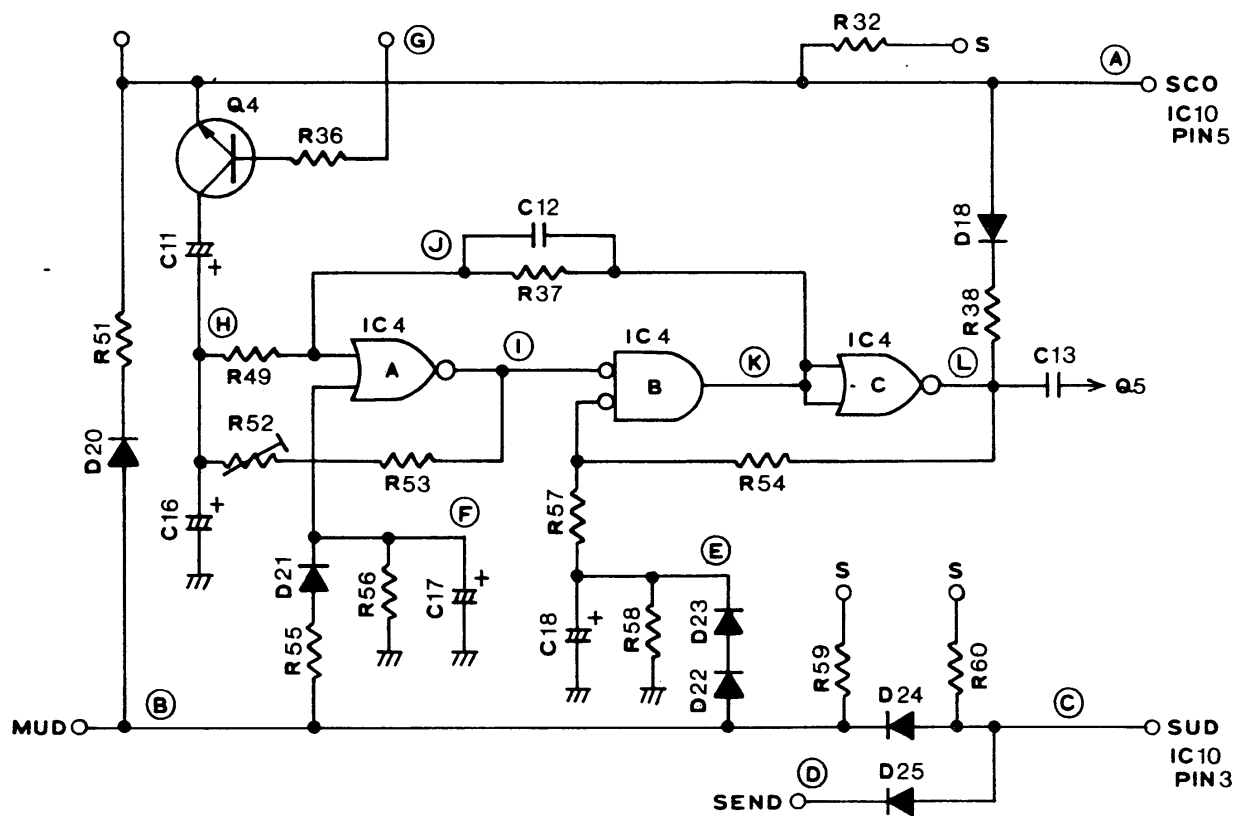 R32
S
G
A
SCO
IC10
PIN5
Q4
R36
C12
J
D18
C11
+
R37
R38
R51
H
IC4
I
IC4
IC4
R49
A
B
K
C
L
C13
Q5
R52
D20
R53
R54
C16
+
F
R57
E
D21
R56
C17
+
S
S
D23
R55
C18
+
R58
D22
R59
R60
D24
MUD
B
C
SUD
IC10
PIN3
D
D25
SEND